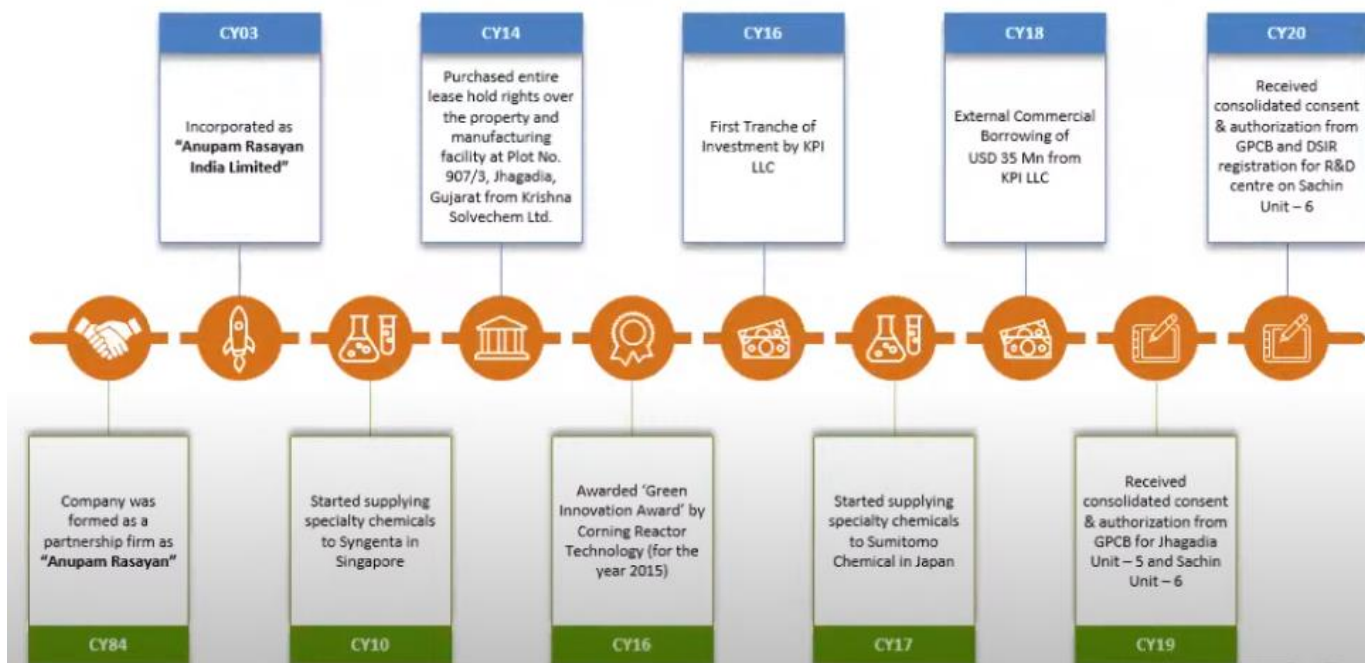 CY03
Incorporated as
“Anupam Rasayan
India Limited”
CY14
Purchased entire
lease hold rights over
the property and
manufacturing
facility at Plot No.
907/3, Jhagadia,
Gujarat from Krishna
Solvechem Ltd.
CY16
First Tranche of
Investment by KPI
LLC
CY18
External Commercial
Borrowing of
USD 35 Mn from
KPI LLC
CY20
Received
consolidated consent
& authorization from
GPCB and DSIR
registration for R&D
centre on Sachin
Unit – 6
Company was
formed as a
partnership firm as
“Anupam Rasayan”
CY84
Started supplying
specialty chemicals
to Syngenta in
Singapore
CY10
Awarded ‘Green
Innovation Award’ by
Corning Reactor
Technology (for the
year 2015)
CY16
Started supplying
specialty chemicals
to Sumitomo
Chemical in Japan
CY17
Received
consolidated consent
& authorization from
GPCB for Jhagadia
Unit – 5 and Sachin
Unit – 6
CY19